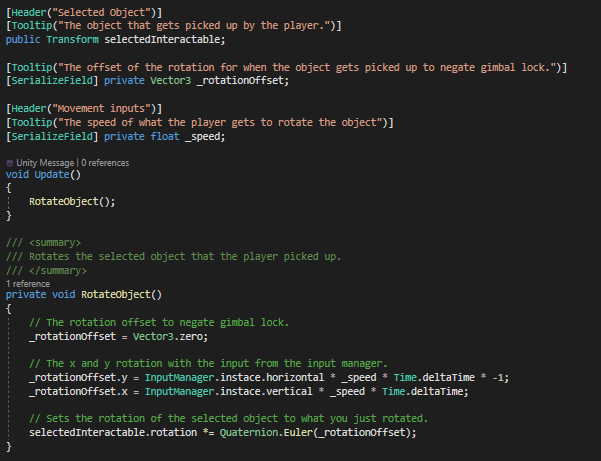 [Header("Selected Object")]
[Tooltip("The object that gets picked up by the player.")]
public Transform selectedInteractable;
[Tooltip("The offset of the rotation for when the object gets picked up to negate gimbal lock.")]
[SerializeField] private Vector3 _rotationOffset;
[Header("Movement inputs")]
[Tooltip("The speed of what the player gets to rotate the object")]
[SerializeField] private float _speed;
Unity Message | 0 references
void Update()
{
RotateObject();
}
/// <summary>
/// Rotates the selected object that the player picked up.
/// </summary>
1 reference
private void RotateObject()
{
// The rotation offset to negate gimbal lock.
_rotationOffset = Vector3.zero;
// The x and y rotation with the input from the input manager.
_rotationOffset.y = InputManager.instace.horizontal * _speed * Time.deltaTime * -1;
_rotationOffset.x = InputManager.instace.vertical * _speed * Time.deltaTime;
// Sets the rotation of the selected object to what you just rotated.
selectedInteractable.rotation *= Quaternion.Euler(_rotationOffset);
}